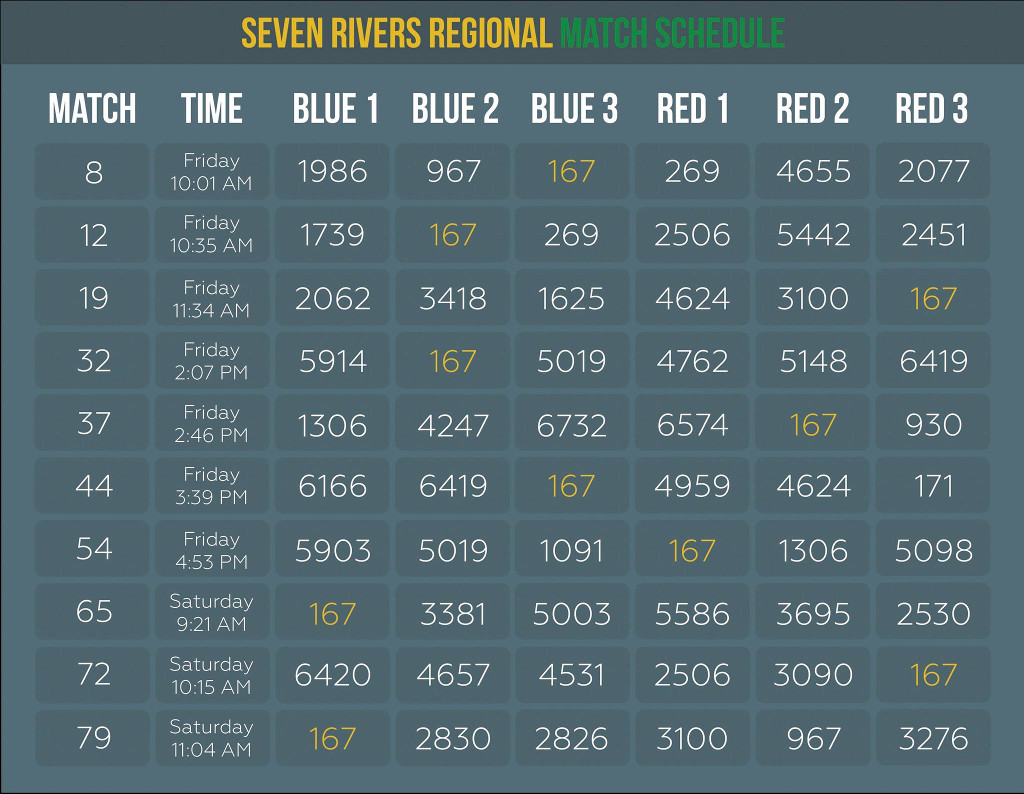 SEVEN RIVERS REGIONAL MATCH SCHEDULE
MATCH TIME BLUE 1 BLUE 2 BLUE 3 RED 1 RED 2 RED 3
8 Friday 10:01 AM 1986 967 167 269 4655 2077
12 Friday 10:35 AM 1739 167 269 2506 5442 2451
19 Friday 11:34 AM 2062 3418 1625 4624 3100 167
32 Friday 2:07 PM 5914 167 5019 4762 5148 6419
37 Friday 2:46 PM 1306 4247 6732 6574 167 930
44 Friday 3:39 PM 6166 6419 167 4959 4624 171
54 Friday 4:53 PM 5903 5019 1091 167 1306 5098
65 Saturday 9:21 AM 167 3381 5003 5586 3695 2530
72 Saturday 10:15 AM 6420 4657 4531 2506 3090 167
79 Saturday 11:04 AM 167 2830 2826 3100 967 3276